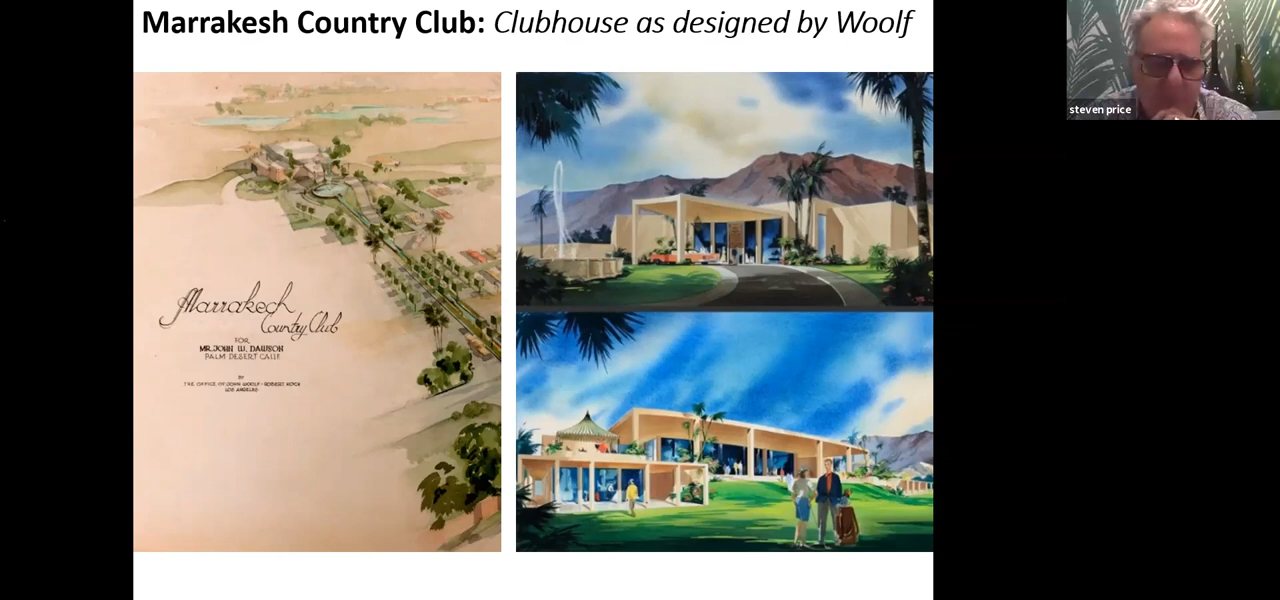 Marrakesh Country Club: Clubhouse as designed by Woolf
steven price
Marrakech
Country Club
FOR
MR. JOHN W. DAWSON
PALM DESERT CALIF
BY
THE OFFICE OF JOHN WOOLF - ROBERT KOCH
LOS ANGELES